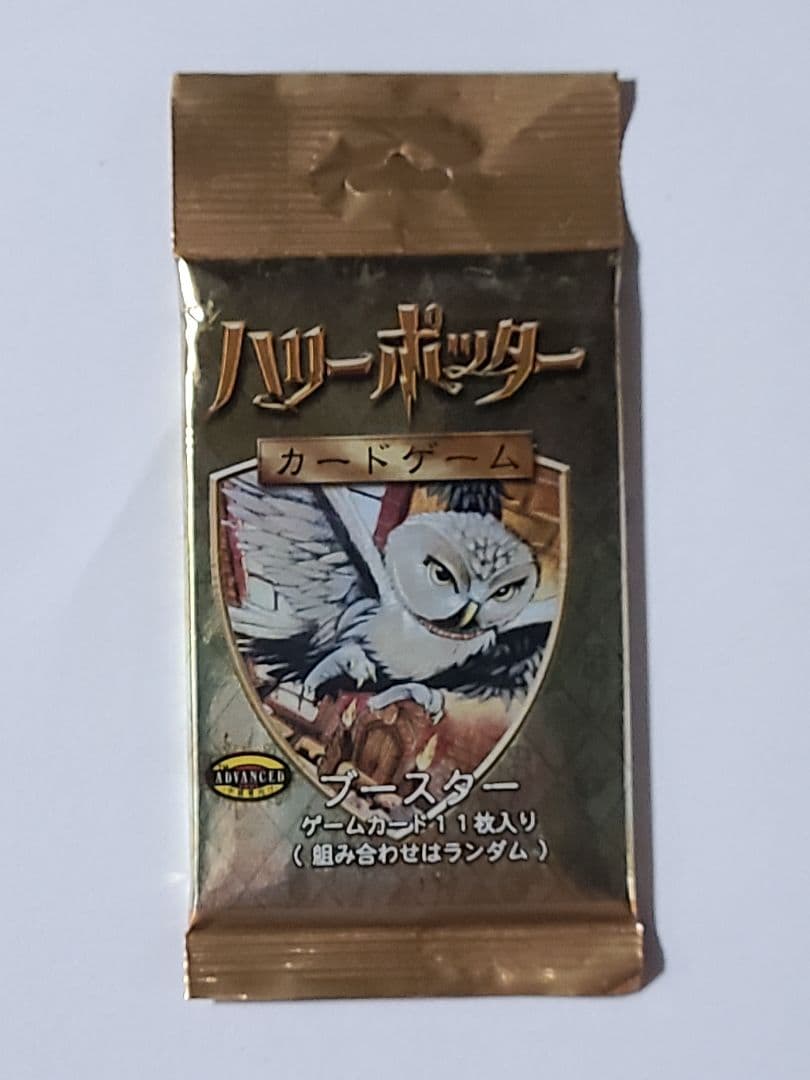 ハリーポッター
カードゲーム
ADVANCED
ブースター
ゲームカード11枚入り
( 組み合わせはランダム )